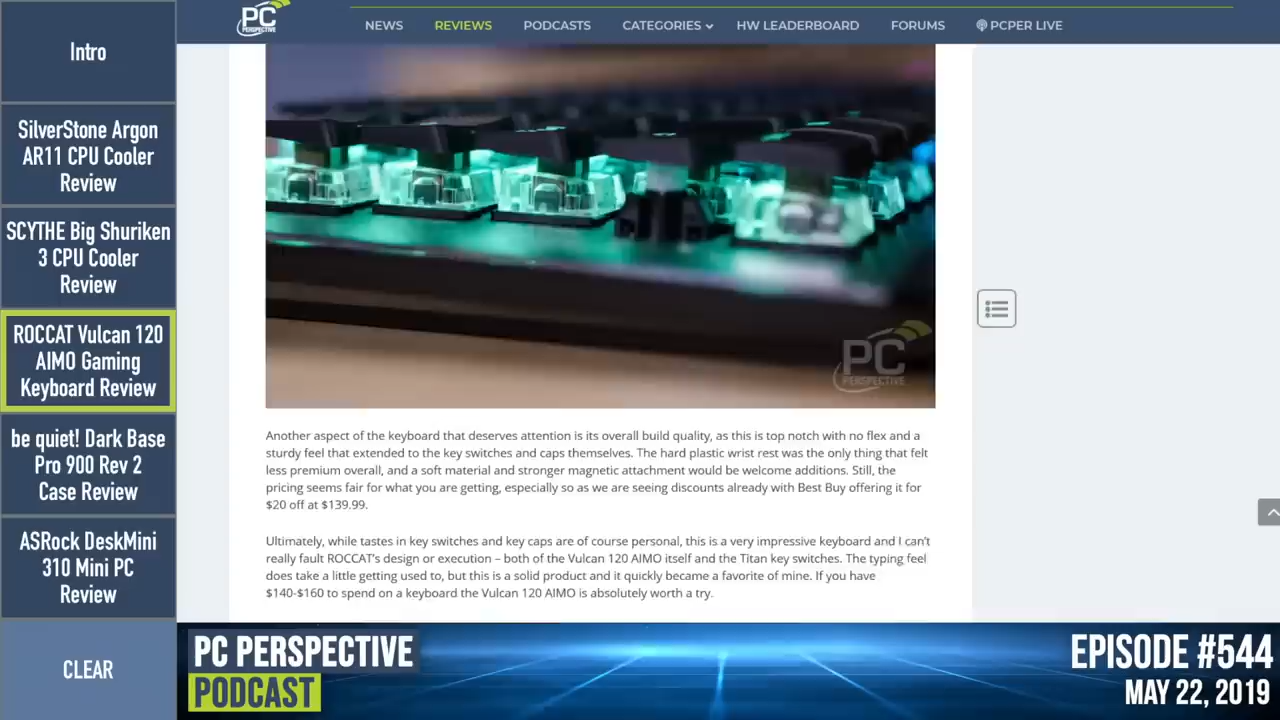 Intro
SilverStone Argon
AR11 CPU Cooler
Review
SCYTHE Big Shuriken
3 CPU Cooler
Review
ROCCAT Vulcan 120
AIMO Gaming
Keyboard Review
be quiet! Dark Base
Pro 900 Rev 2
Case Review
ASRock DeskMini
310 Mini PC
Review
CLEAR
PC
PERSPECTIVE
NEWS REVIEWS PODCASTS CATEGORIES HW LEADERBOARD FORUMS PCPER LIVE
PC
PERSPECTIVE
Another aspect of the keyboard that deserves attention is its overall build quality, as this is top notch with no flex and a
sturdy feel that extended to the key switches and caps themselves. The hard plastic wrist rest was the only thing that felt
less premium overall, and a soft material and stronger magnetic attachment would be welcome additions. Still, the
pricing seems fair for what you are getting, especially so as we are seeing discounts already with Best Buy offering it for
$20 off at $139.99.
Ultimately, while tastes in key switches and key caps are of course personal, this is a very impressive keyboard and I can't
really fault ROCCAT's design or execution – both of the Vulcan 120 AIMO itself and the Titan key switches. The typing feel
does take a little getting used to, but this is a solid product and it quickly became a favorite of mine. If you have
$140-$160 to spend on a keyboard the Vulcan 120 AIMO is absolutely worth a try.
PC PERSPECTIVE
PODCAST
EPISODE #544
MAY 22, 2019